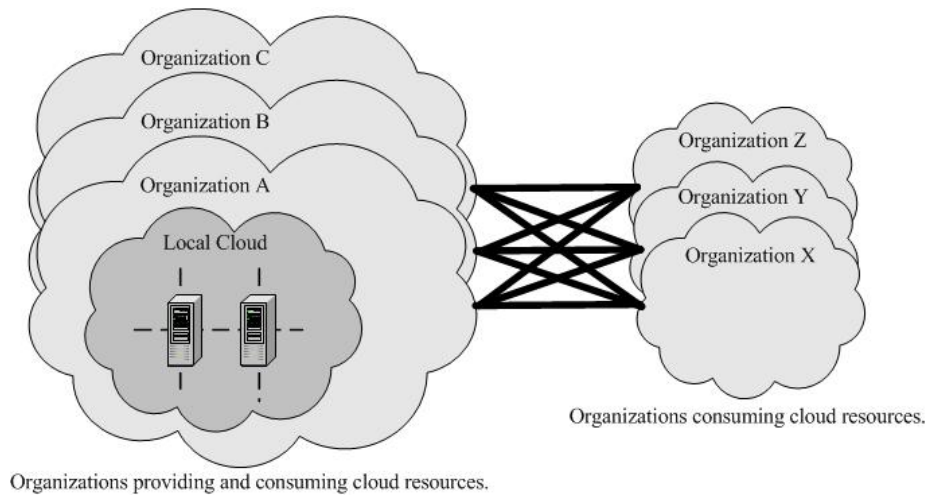 Organization C
Organization B
Organization A
Local Cloud
Organization Z
Organization Y
Organization X
Organizations consuming cloud resources.
Organizations providing and consuming cloud resources.